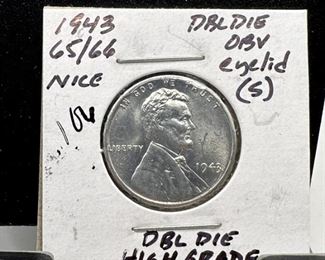 1943
65/66
NICE
DBL DIE
OBV
eyelid
(S)
IN GOD WE TRUST
LIBERTY
1943
DBL DIE
HIGH GRADE